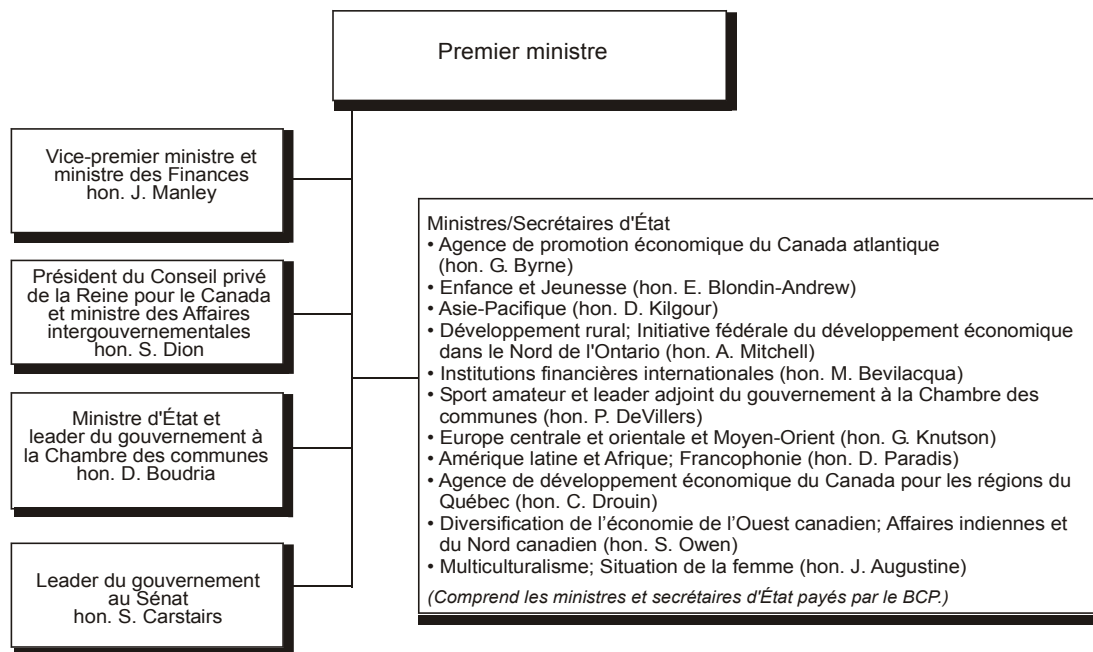 Premier ministre
Vice-premier ministre et
ministre des Finances
hon. J. Manley
Président du Conseil privé
de la Reine pour le Canada
et ministre des Affaires
intergouvernementales
hon. S. Dion
Ministre d'État et
leader du gouvernement à
la Chambre des communes
hon. D. Boudria
Leader du gouvernement
au Sénat
hon. S. Carstairs
Ministres/Secrétaires d'État
• Agence de promotion économique du Canada atlantique
(hon. G. Byrne)
• Enfance et Jeunesse (hon. E. Blondin-Andrew)
• Asie-Pacifique (hon. D. Kilgour)
• Développement rural; Initiative fédérale du développement économique
dans le Nord de l'Ontario (hon. A. Mitchell)
• Institutions financières internationales (hon. M. Bevilacqua)
• Sport amateur et leader adjoint du gouvernement à la Chambre des
communes (hon. P. DeVillers)
• Europe centrale et orientale et Moyen-Orient (hon. G. Knutson)
• Amérique latine et Afrique; Francophonie (hon. D. Paradis)
• Agence de développement économique du Canada pour les régions du
Québec (hon. C. Drouin)
• Diversification de l’économie de l’Ouest canadien; Affaires indiennes et
du Nord canadien (hon. S. Owen)
• Multiculturalisme; Situation de la femme (hon. J. Augustine)
(Comprend les ministres et secrétaires d'État payés par le BCP.)